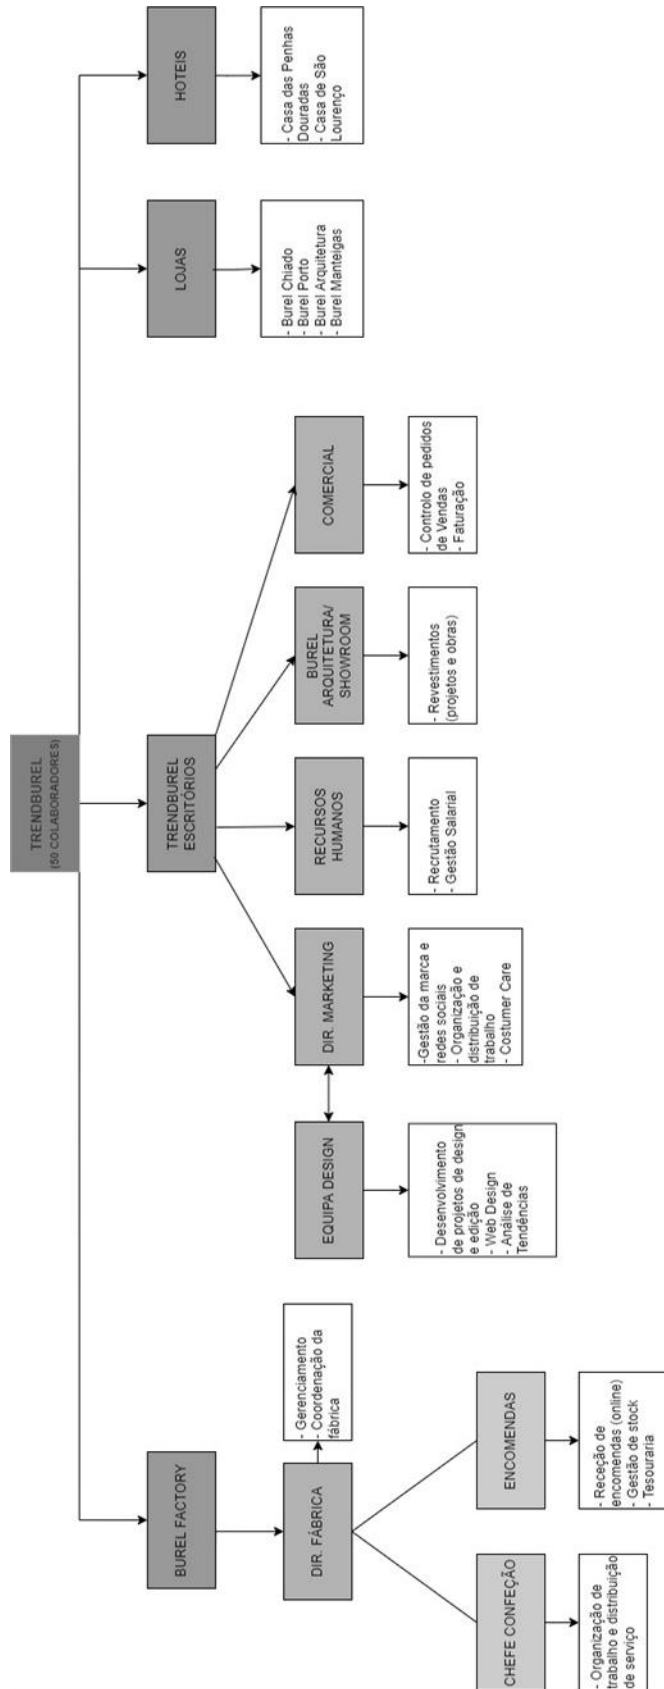 TRENDBUREL
(50 COLABORADORES)
BUREL FACTORY
TRENDBUREL
ESCRITÓRIOS
LOJAS
HOTEIS
- Burel Chiado
- Burel Porto
- Burel Arquitetura
- Burel Manteigas
- Casa das Penhas
Douradas
- Casa de São
Lourenço
DIR. FÁBRICA
- Gerenciamento
- Coordenação da
fábrica
EQUIPA DESIGN
DIR. MARKETING
RECURSOS
HUMANOS
BUREL
ARQUITETURA/
SHOWROOM
COMERCIAL
- Desenvolvimento
de projetos de design
e edição
- Web Design
- Análise de
Tendências
-Gestão da marca e
redes sociais
- Organização e
distribuição de
trabalho
- Costumer Care
- Recrutamento
- Gestão Salarial
- Revestimentos
(projetos e obras)
- Controlo de pedidos
de Vendas
- Faturação
CHEFE CONFEÇÃO
ENCOMENDAS
- Organização de
trabalho e distribuição
de serviço
- Receção de
encomendas (online)
- Gestão de stock
- Tesouraria